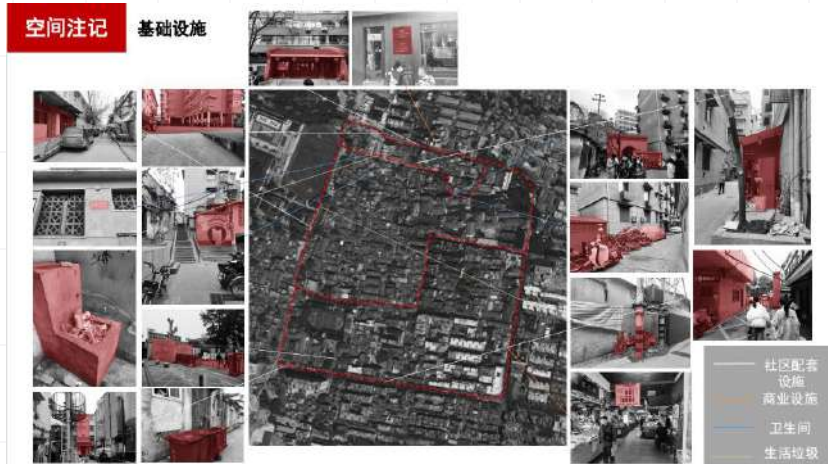 空间注记
基础设施
社区配套
设施
商业设施
卫生间
生活垃圾